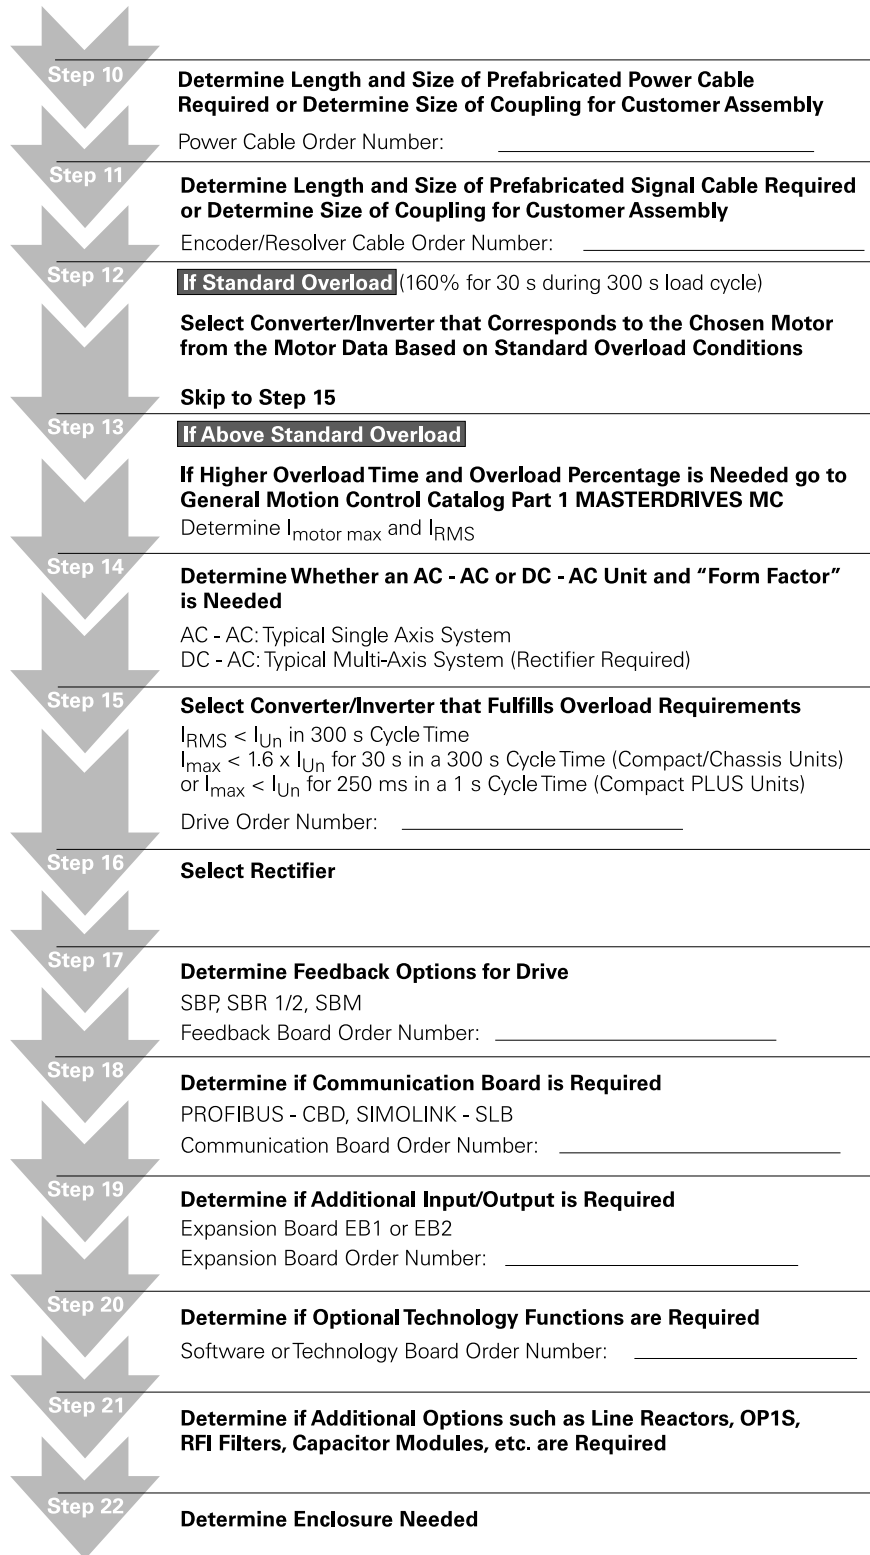 Step 10
Determine Length and Size of Prefabricated Power Cable
Required or Determine Size of Coupling for Customer Assembly
Power Cable Order Number:
Step 11
Determine Length and Size of Prefabricated Signal Cable Required
or Determine Size of Coupling for Customer Assembly
Encoder/Resolver Cable Order Number:
Step 12
If Standard Overload (160% for 30 s during 300 s load cycle)
Select Converter/Inverter that Corresponds to the Chosen Motor
from the Motor Data Based on Standard Overload Conditions
Skip to Step 15
Step 13
If Above Standard Overload
If Higher Overload Time and Overload Percentage is Needed go to
General Motion Control Catalog Part 1 MASTERDRIVES MC
Determine Imotor max and IRMS
Step 14
Determine Whether an AC - AC or DC - AC Unit and “Form Factor”
is Needed
AC - AC: Typical Single Axis System
DC - AC: Typical Multi-Axis System (Rectifier Required)
Step 15
Select Converter/Inverter that Fulfills Overload Requirements
IRMS < IUn in 300 s Cycle Time
Imax < 1.6 x IUn for 30 s in a 300 s Cycle Time (Compact/Chassis Units)
or Imax < IUn for 250 ms in a 1 s Cycle Time (Compact PLUS Units)
Drive Order Number:
Step 16
Select Rectifier
Step 17
Determine Feedback Options for Drive
SBP, SBR 1/2, SBM
Feedback Board Order Number:
Step 18
Determine if Communication Board is Required
PROFIBUS - CBD, SIMOLINK - SLB
Communication Board Order Number:
Step 19
Determine if Additional Input/Output is Required
Expansion Board EB1 or EB2
Expansion Board Order Number:
Step 20
Determine if Optional Technology Functions are Required
Software or Technology Board Order Number:
Step 21
Determine if Additional Options such as Line Reactors, OP1S,
RFI Filters, Capacitor Modules, etc. are Required
Step 22
Determine Enclosure Needed